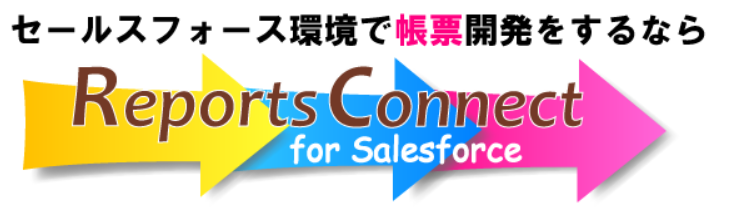 セールスフォース環境で帳票開発をするなら
Reports Connect
for Salesforce